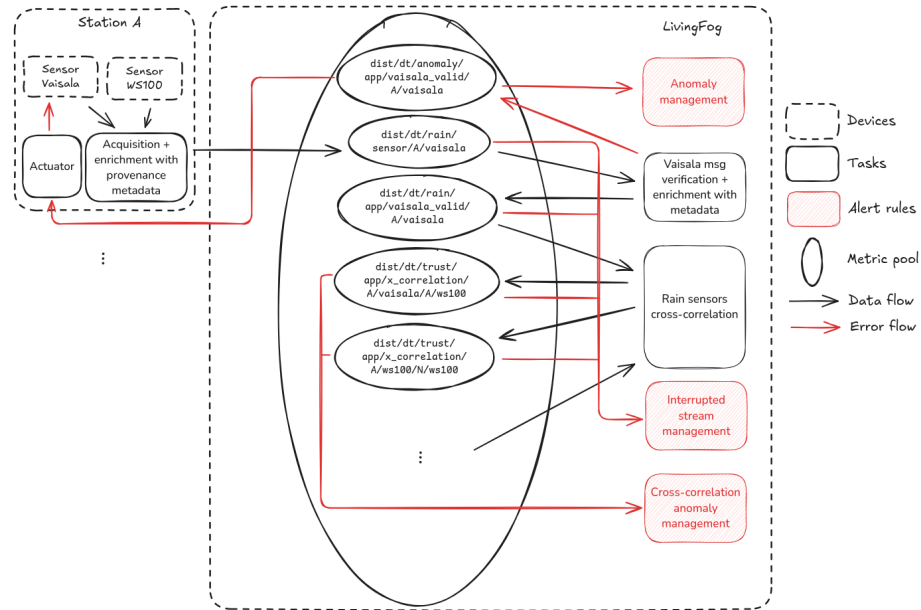 Station A
Sensor
Vaisala
Sensor
WS100
Actuator
Acquisition +
enrichment with
provenance
metadata
⋮
LivingFog
dist/dt/anomaly/
app/vaisala_valid/
A/vaisala
dist/dt/rain/
sensor/A/vaisala
dist/dt/rain/
app/vaisala_valid/
A/vaisala
dist/dt/trust/
app/x_correlation/
A/vaisala/A/ws100
dist/dt/trust/
app/x_correlation/
A/ws100/N/ws100
⋮
Anomaly
management
Vaisala msg
verification +
enrichment with
metadata
Rain sensors
cross-correlation
Interrupted
stream
management
Cross-correlation
anomaly
management
Devices
Tasks
Alert rules
Metric pool
Data flow
Error flow